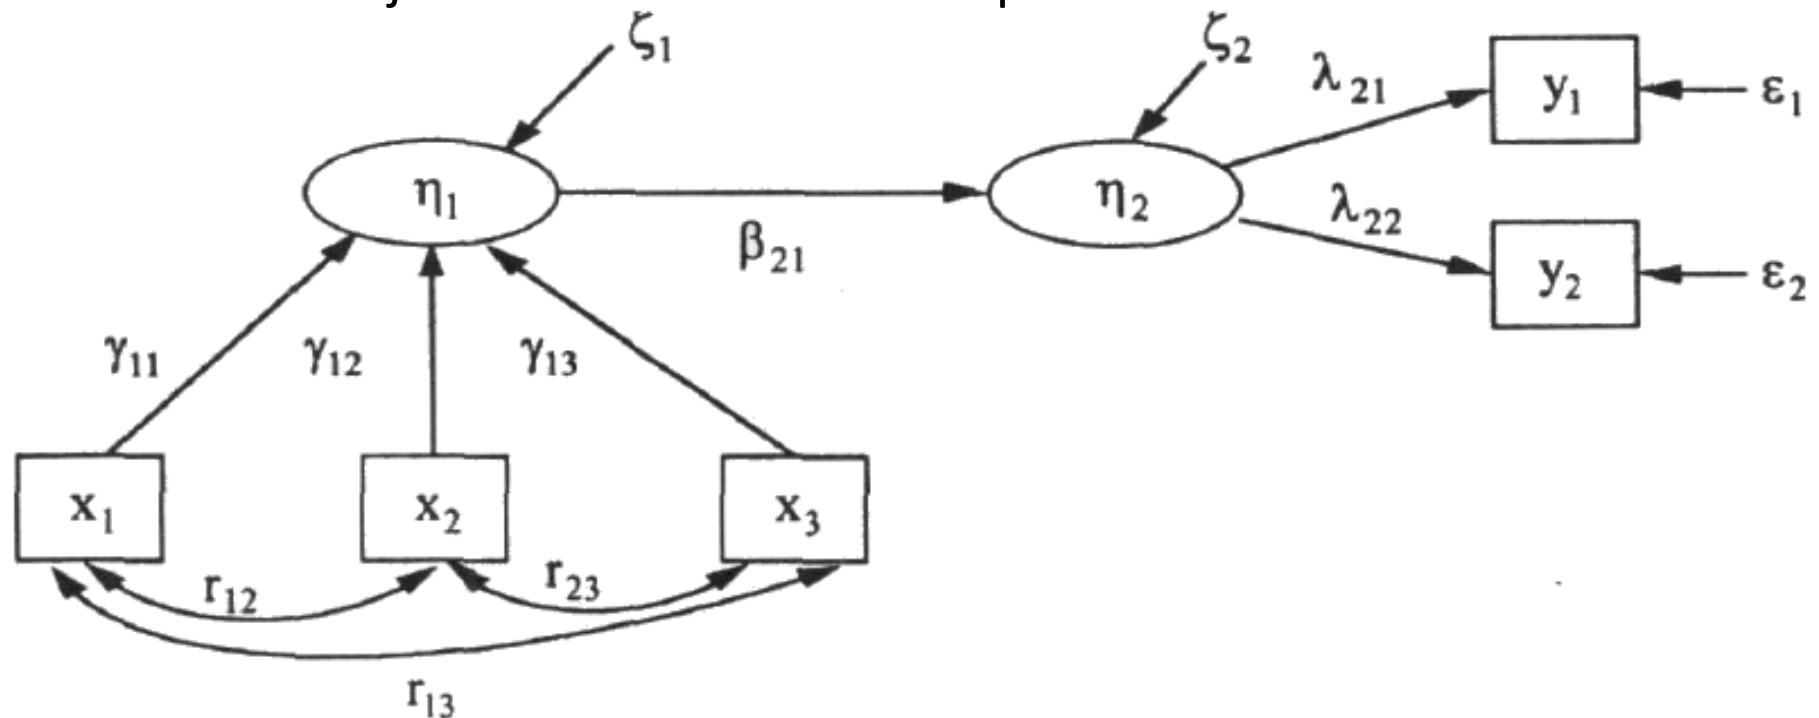 ζ₁
ζ₂
λ₂₁
y₁
ε₁
η₁
η₂
β₂₁
λ₂₂
y₂
ε₂
γ₁₁
γ₁₂
γ₁₃
x₁
x₂
x₃
r₁₂
r₂₃
r₁₃